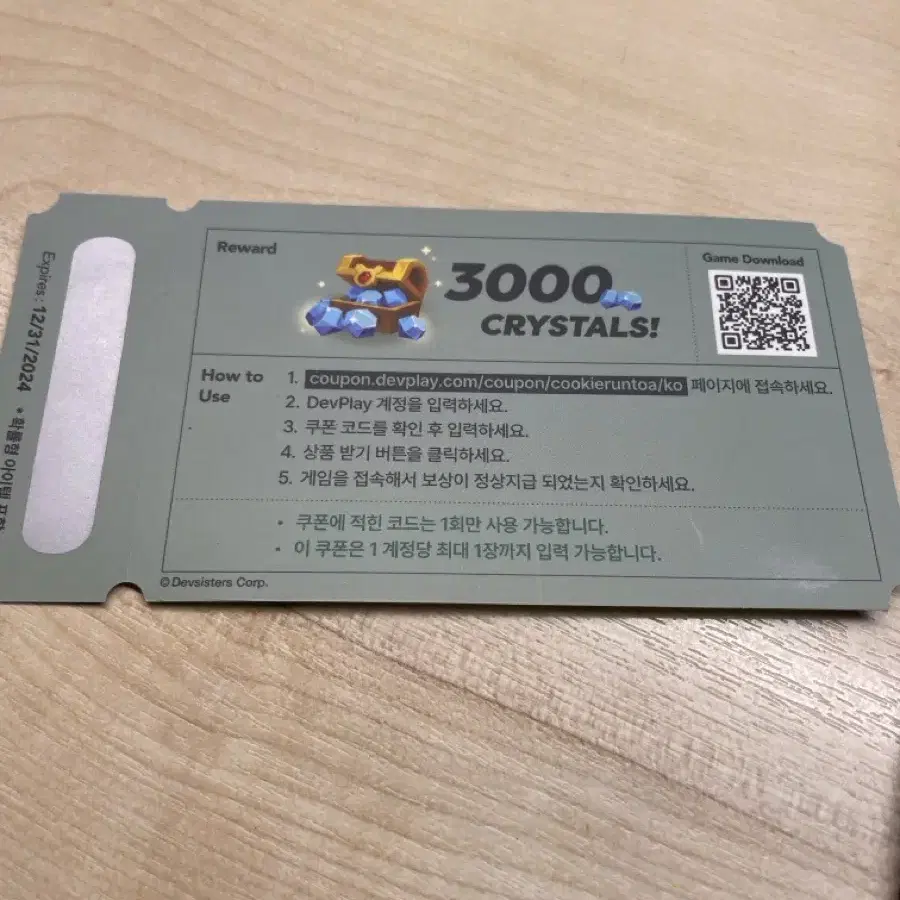 Reward
3000
CRYSTALS!
Game Download
How to
Use
1. coupon.devplay.com/coupon/cookieruntoa/ko 페이지에 접속하세요.
2. DevPlay 계정을 입력하세요.
3. 쿠폰 코드를 확인 후 입력하세요.
4. 상품 받기 버튼을 클릭하세요.
5. 게임을 접속해서 보상이 정상지급 되었는지 확인하세요.
• 쿠폰에 적힌 코드는 1회만 사용 가능합니다.
• 이 쿠폰은 1 계정당 최대 1장까지 입력 가능합니다.
© Devsisters Corp.
Expires: 12/31/2024 • 확률형 아이템